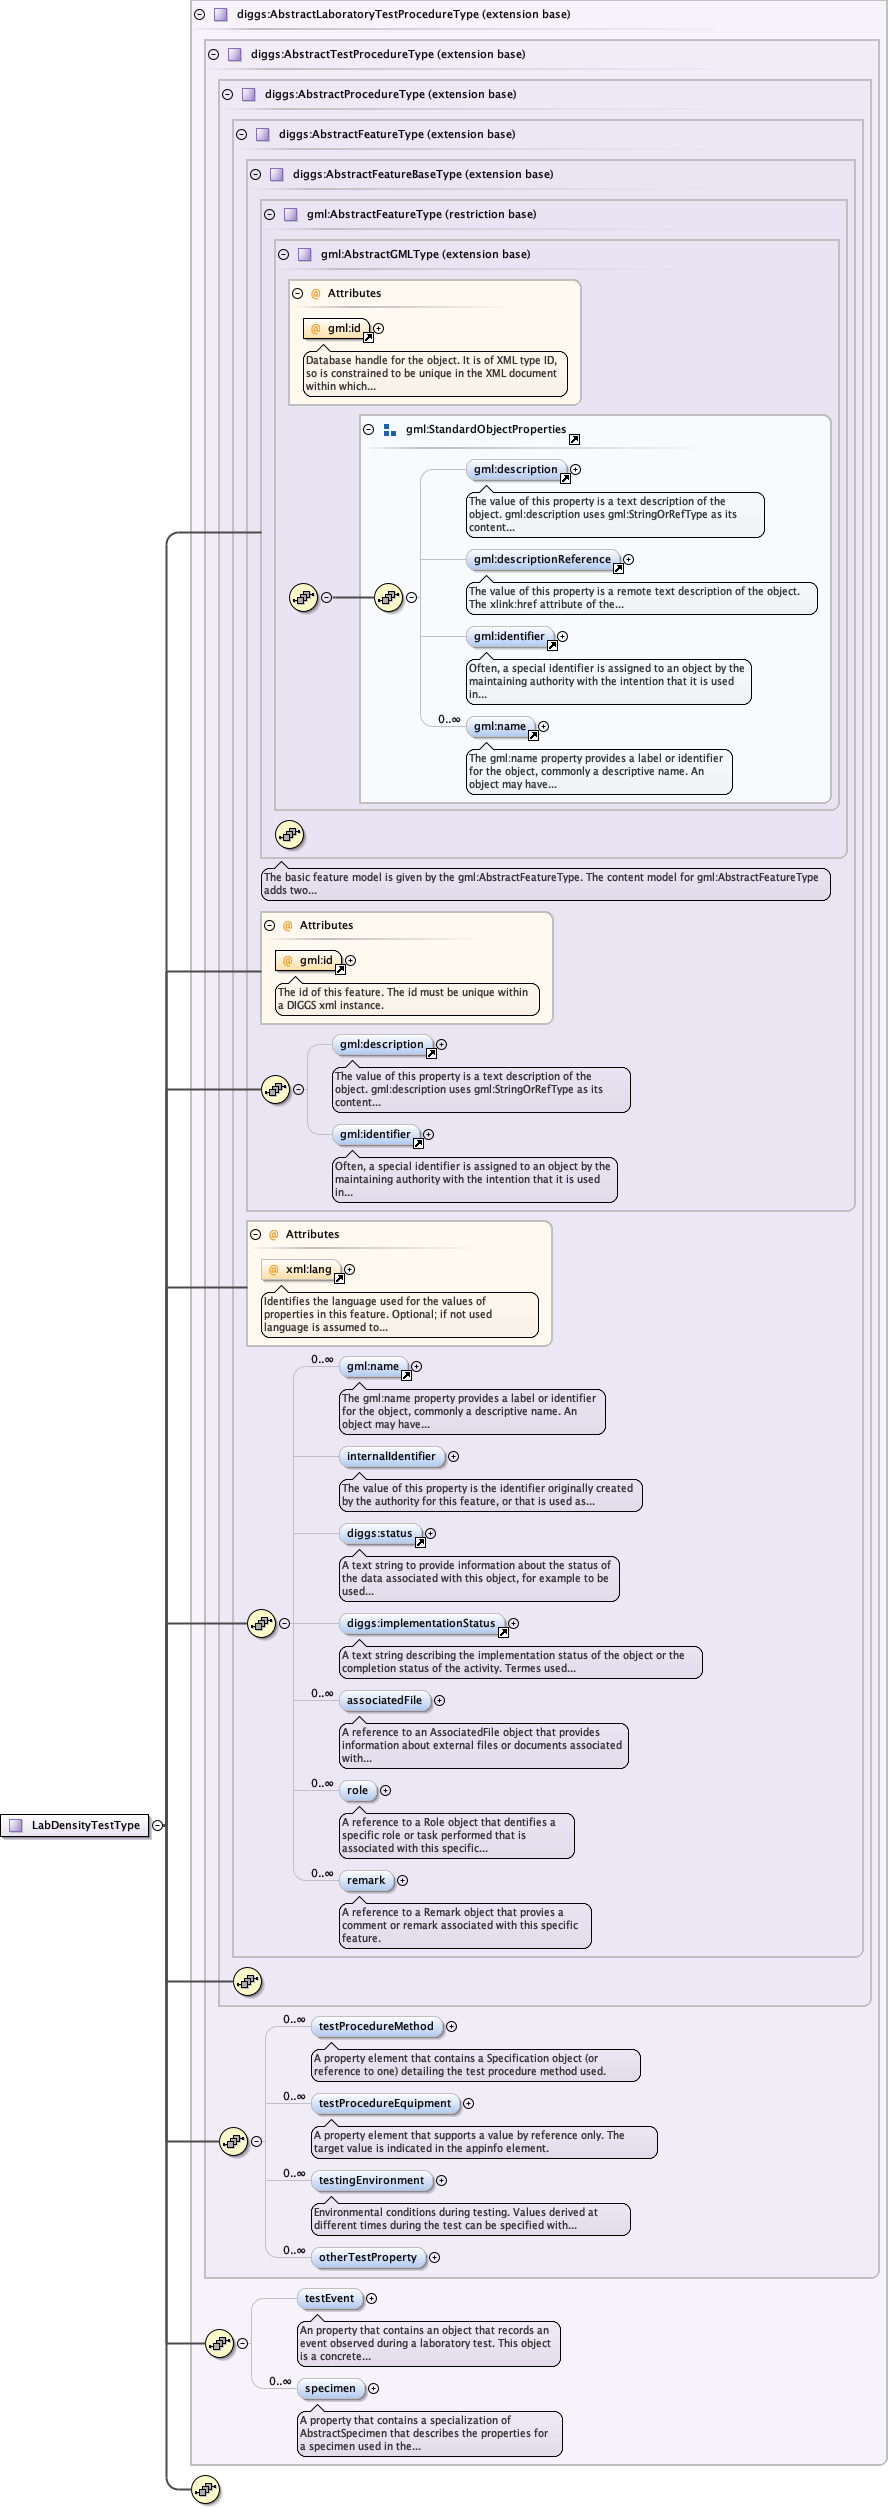 diggs:AbstractLaboratoryTestProcedureType (extension base)
diggs:AbstractTestProcedureType (extension base)
diggs:AbstractProcedureType (extension base)
diggs:AbstractFeatureType (extension base)
diggs:AbstractFeatureBaseType (extension base)
gml:AbstractFeatureType (restriction base)
gml:AbstractGMLType (extension base)
@ Attributes
@ gml:id
Database handle for the object. It is of XML type ID,
so is constrained to be unique in the XML document
within which...
gml:StandardObjectProperties
gml:description
The value of this property is a text description of the
object. gml:description uses gml:StringOrRefType as its
content...
gml:descriptionReference
The value of this property is a remote text description of the object.
The xlink:href attribute of the...
gml:identifier
Often, a special identifier is assigned to an object by the
maintaining authority with the intention that it is used
in...
0..∞
gml:name
The gml:name property provides a label or identifier
for the object, commonly a descriptive name. An
object may have...
The basic feature model is given by the gml:AbstractFeatureType. The content model for gml:AbstractFeatureType
adds two...
@ Attributes
@ gml:id
The id of this feature. The id must be unique within
a DIGGS xml instance.
gml:description
The value of this property is a text description of the
object. gml:description uses gml:StringOrRefType as its
content...
gml:identifier
Often, a special identifier is assigned to an object by the
maintaining authority with the intention that it is used
in...
@ Attributes
@ xml:lang
Identifies the language used for the values of
properties in this feature. Optional; if not used
language is assumed to...
0..∞
gml:name
The gml:name property provides a label or identifier
for the object, commonly a descriptive name. An
object may have...
internalIdentifier
The value of this property is the identifier originally created
by the authority for this feature, or that is used as...
diggs:status
A text string to provide information about the status of
the data associated with this object, for example to be
used...
diggs:implementationStatus
A text string describing the implementation status of the object or the
completion status of the activity. Termes used...
0..∞
associatedFile
A reference to an AssociatedFile object that provides
information about external files or documents associated
with...
0..∞
role
A reference to a Role object that dentifies a
specific role or task performed that is
associated with this specific...
LabDensityTestType
0..∞
remark
A reference to a Remark object that provies a
comment or remark associated with this specific
feature.
0..∞
testProcedureMethod
A property element that contains a Specification object (or
reference to one) detailing the test procedure method used.
0..∞
testProcedureEquipment
A property element that supports a value by reference only. The
target value is indicated in the appinfo element.
0..∞
testingEnvironment
Environmental conditions during testing. Values derived at
different times during the test can be specified with...
0..∞
otherTestProperty
testEvent
An property that contains an object that records an
event observed during a laboratory test. This object
is a concrete...
0..∞
specimen
A property that contains a specialization of
AbstractSpecimen that describes the properties for
a specimen used in the...